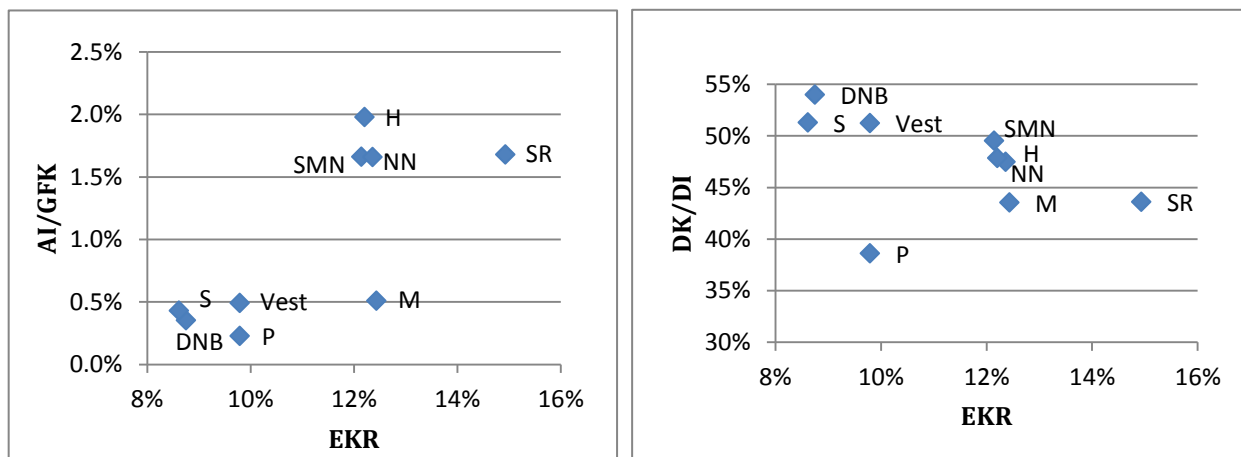 2.5%
2.0%
1.5%
1.0%
0.5%
0.0%
AI/GFK
H
SMN
NN
SR
S
Vest
M
DNB
P
8%
10%
12%
14%
16%
EKR
55%
50%
45%
40%
35%
30%
DK/DI
DNB
S
Vest
SMN
H
NN
M
SR
P
8%
10%
12%
14%
16%
EKR